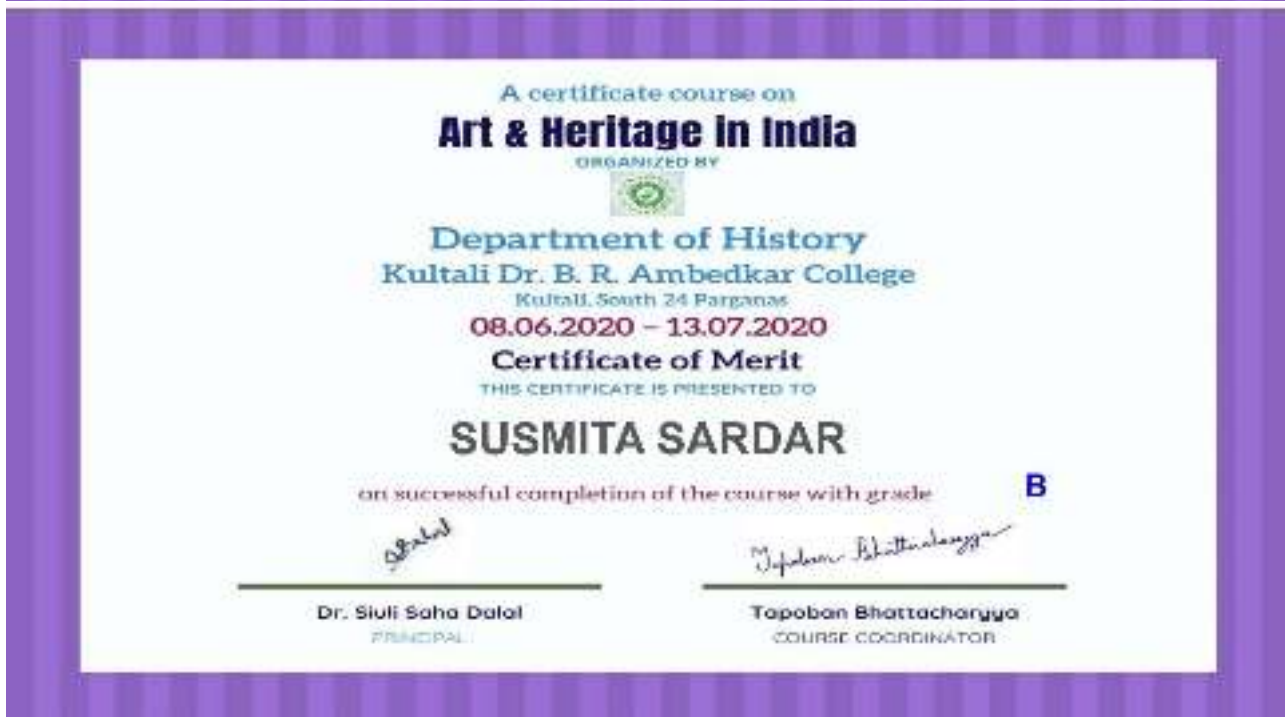 A certificate course on
Art & Heritage in India
ORGANIZED BY
Department of History
Kultali Dr. B. R. Ambedkar College
Kultali, South 24 Parganas
08.06.2020 – 13.07.2020
Certificate of Merit
THIS CERTIFICATE IS PRESENTED TO
SUSMITA SARDAR
on successful completion of the course with grade B
Tapoban Bhattacharyya
Dr. Siuli Saha Dalal Tapoban Bhattacharyya
PRINCIPAL COURSE COORDINATOR